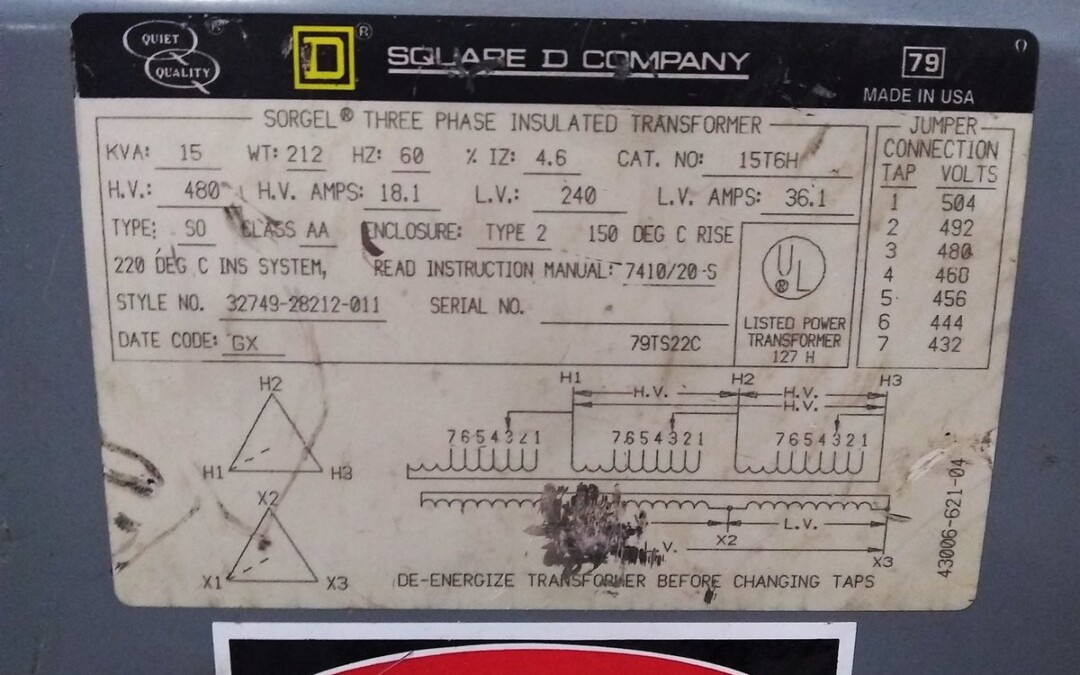 QUIET
QUALITY
®
D ®
SQUARE D COMPANY
79
MADE IN USA
SORGEL® THREE PHASE INSULATED TRANSFORMER
KVA: 15 WT: 212 HZ: 60 % IZ: 4.6 CAT. NO: 15T6H
H.V.: 480 H.V. AMPS: 18.1 L.V.: 240 L.V. AMPS: 36.1
TYPE: SO CLASS AA ENCLOSURE: TYPE 2 150 DEG C RISE
220 DEG C INS SYSTEM, READ INSTRUCTION MANUAL: 7410/20-S
STYLE NO. 32749-28212-011 SERIAL NO.
DATE CODE: GX 79TS22C
UL ®
LISTED POWER
TRANSFORMER
127 H
JUMPER
CONNECTION
TAP VOLTS
1 504
2 492
3 480
4 468
5 456
6 444
7 432
H2
H1 H3
X2
X1 X3
H1 H2 H3
H.V. H.V.
H.V.
7654321 7654321 7654321
L.V.
X2
V.
X3
43006-621-04
DE-ENERGIZE TRANSFORMER BEFORE CHANGING TAPS